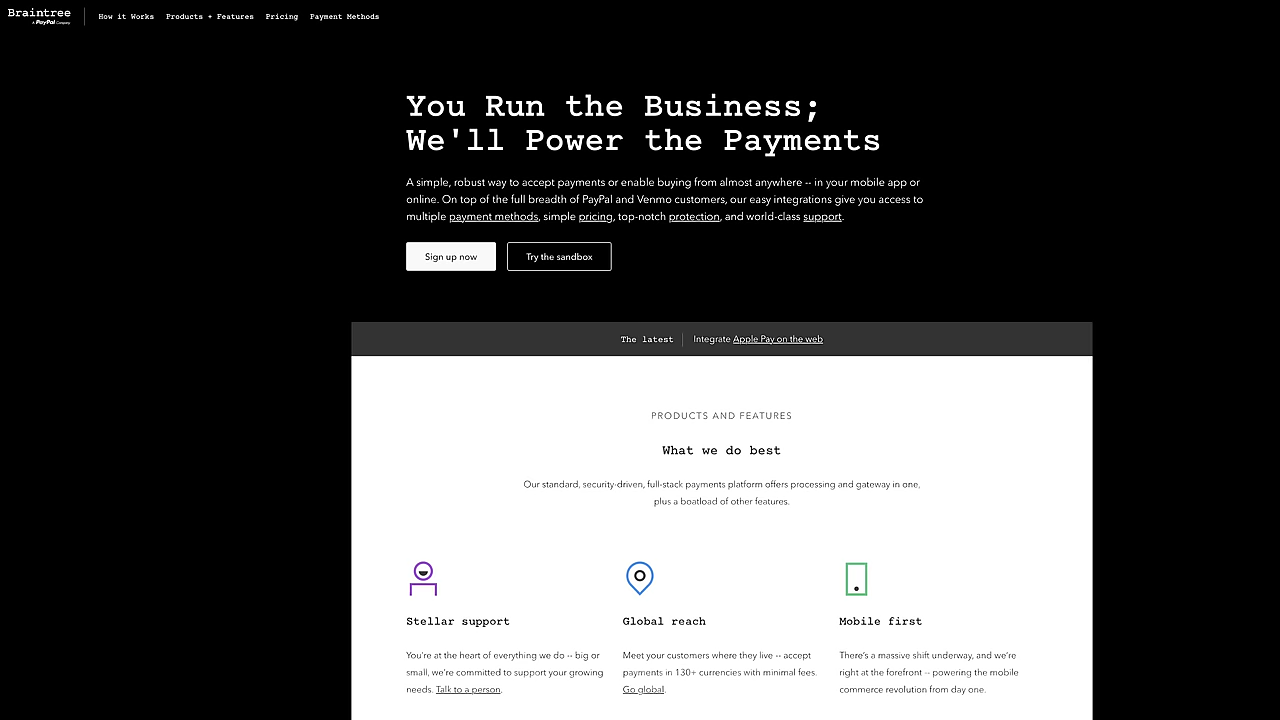 Braintree
A PayPal Company
How it Works
Products + Features
Pricing
Payment Methods
You Run the Business;
We'll Power the Payments
A simple, robust way to accept payments or enable buying from almost anywhere -- in your mobile app or
online. On top of the full breadth of PayPal and Venmo customers, our easy integrations give you access to
multiple payment methods, simple pricing, top-notch protection, and world-class support.
Sign up now
Try the sandbox
The latest
Integrate Apple Pay on the web
PRODUCTS AND FEATURES
What we do best
Our standard, security-driven, full-stack payments platform offers processing and gateway in one,
plus a boatload of other features.
Stellar support
You're at the heart of everything we do -- big or
small, we're committed to support your growing
needs. Talk to a person.
Global reach
Meet your customers where they live -- accept
payments in 130+ currencies with minimal fees.
Go global.
Mobile first
There's a massive shift underway, and we're
right at the forefront -- powering the mobile
commerce revolution from day one.